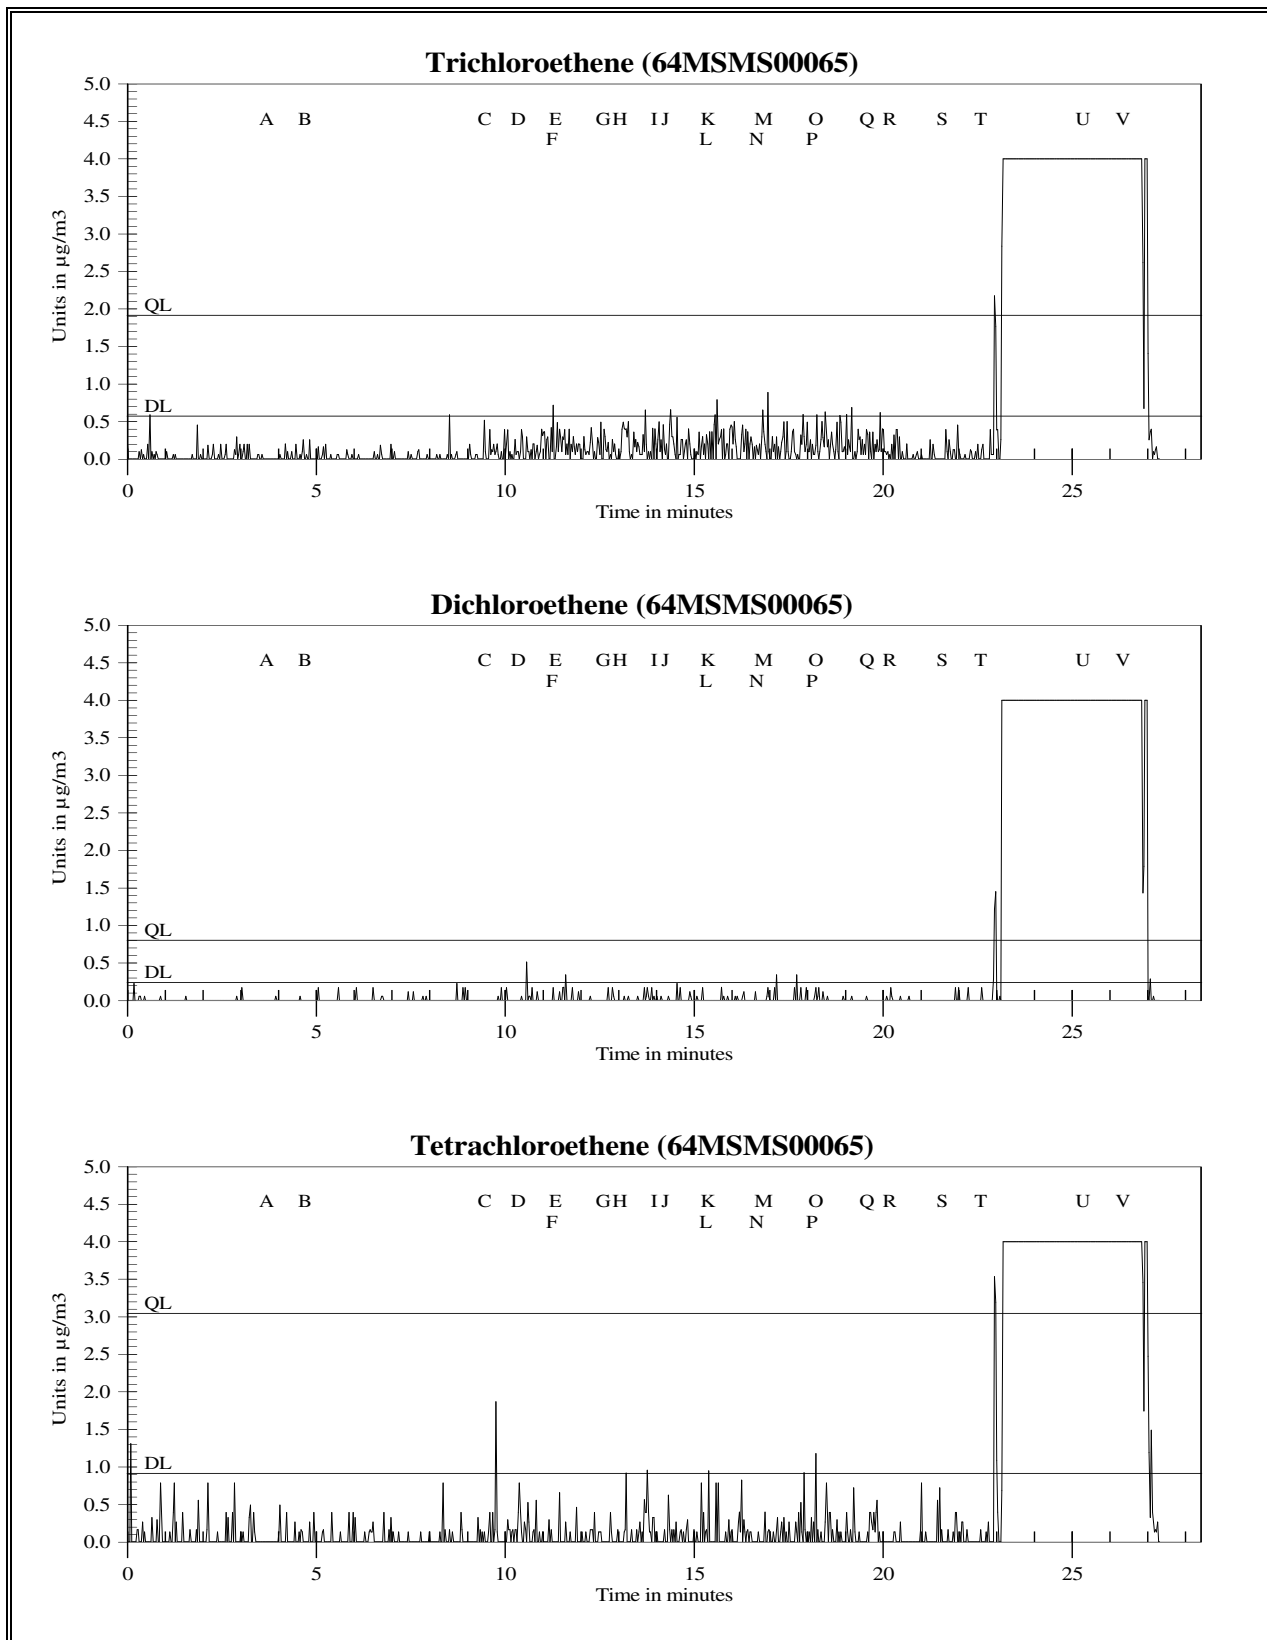 Trichloroethene (64MSMS00065)
5.0
A B C D E GH IJ K M O Q R S T U V
4.5
F L N P
4.0
3.5
3.0
2.5
QL
2.0
1.5
1.0
DL
0.5
0.0
Units in µg/m3
0 5 10 15 20 25
Time in minutes
Dichloroethene (64MSMS00065)
5.0
A B C D E GH IJ K M O Q R S T U V
4.5
F L N P
4.0
3.5
3.0
2.5
2.0
1.5
1.0
QL
0.5
DL
0.0
Units in µg/m3
0 5 10 15 20 25
Time in minutes
Tetrachloroethene (64MSMS00065)
5.0
A B C D E GH IJ K M O Q R S T U V
4.5
F L N P
4.0
3.5
QL
3.0
2.5
2.0
1.5
DL
1.0
0.5
0.0
Units in µg/m3
0 5 10 15 20 25
Time in minutes